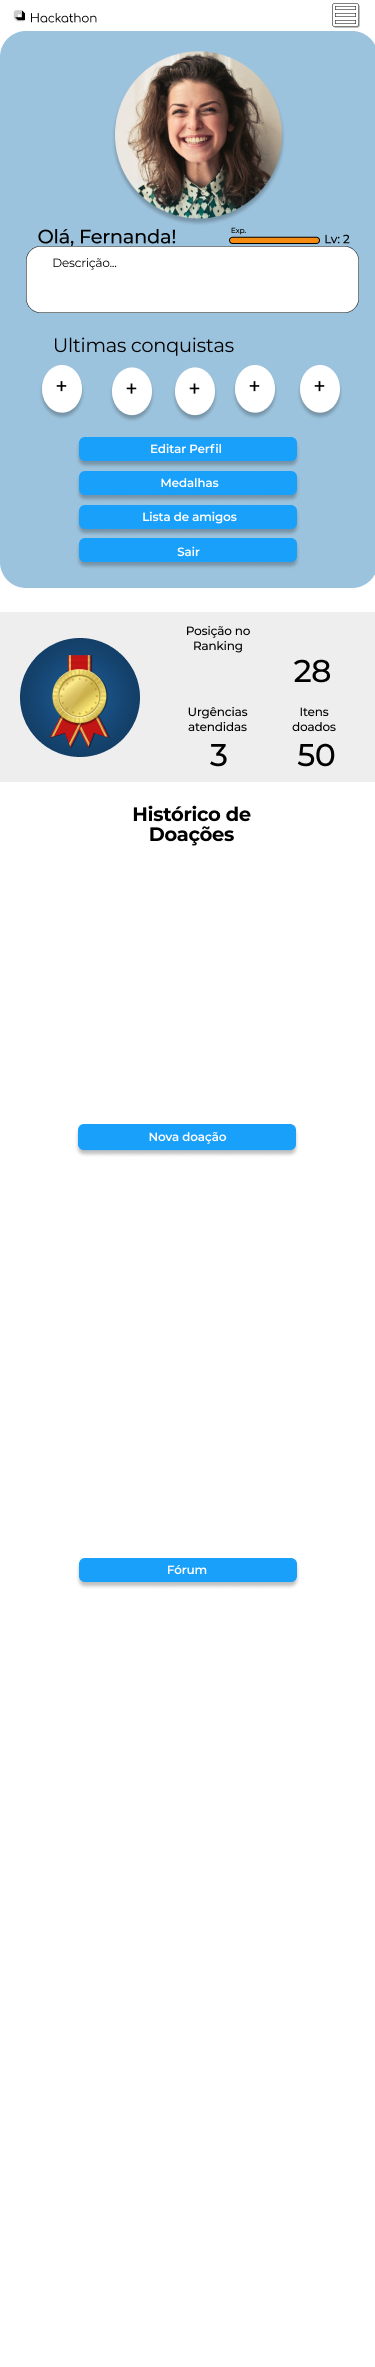 Hackathon
Olá, Fernanda!
Exp.
Lv: 2
Descrição...
Ultimas conquistas
+ + + + +
Editar Perfil
Medalhas
Lista de amigos
Sair
Posição no
Ranking
28
Urgências
atendidas
3
Itens
doados
50
Histórico de
Doações
Nova doação
Fórum